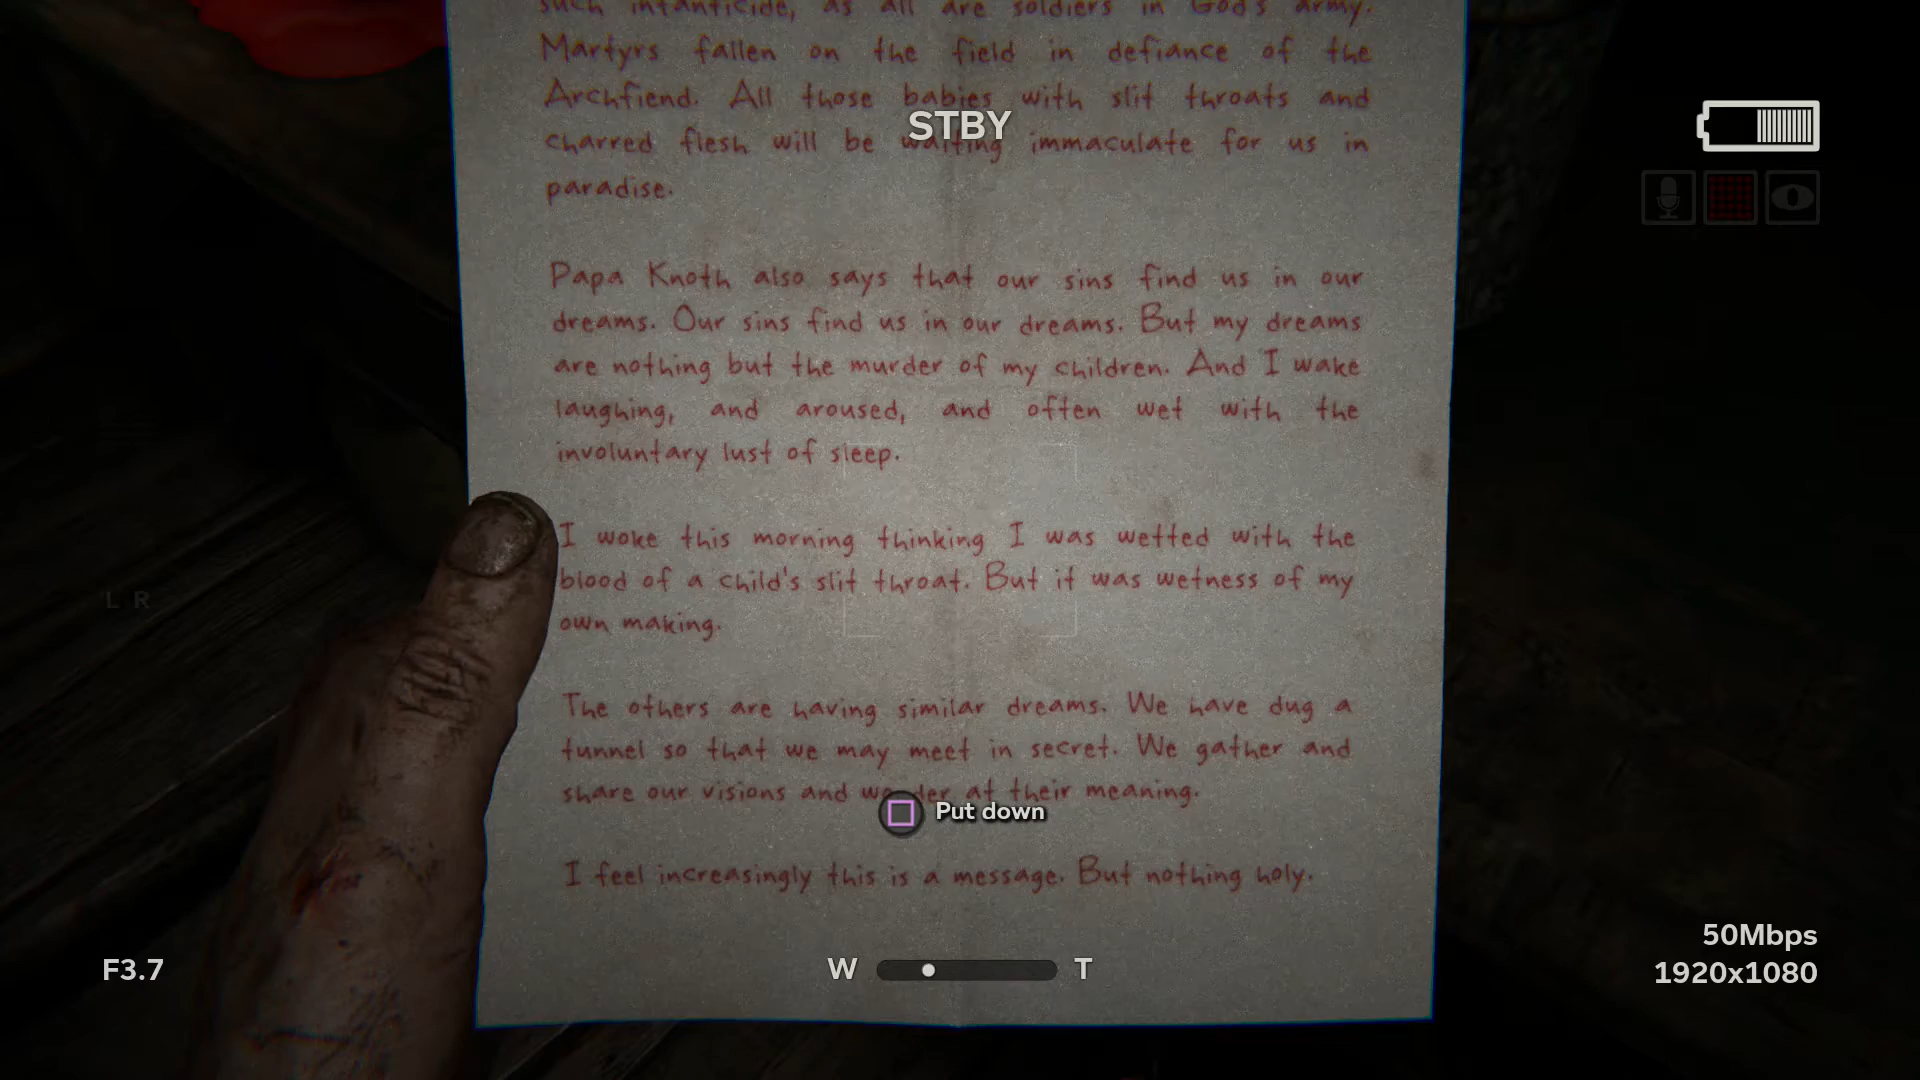 such infanticide, as all are soldiers in God's army.
Martyrs fallen on the field in defiance of the
Archfiend. All those babies with slit throats and
STBY
charred flesh will be waiting immaculate for us in
paradise.
Papa Knoth also says that our sins find us in our
dreams. Our sins find us in our dreams. But my dreams
are nothing but the murder of my children. And I wake
laughing, and aroused, and often wet with the
involuntary lust of sleep.
I woke this morning thinking I was wetted with the
blood of a child's slit throat. But it was wetness of my
own making.
L R
The others are having similar dreams. We have dug a
tunnel so that we may meet in secret. We gather and
share our visions and wonder at their meaning.
Put down
I feel increasingly this is a message. But nothing holy.
50Mbps
F3.7
W T
1920x1080